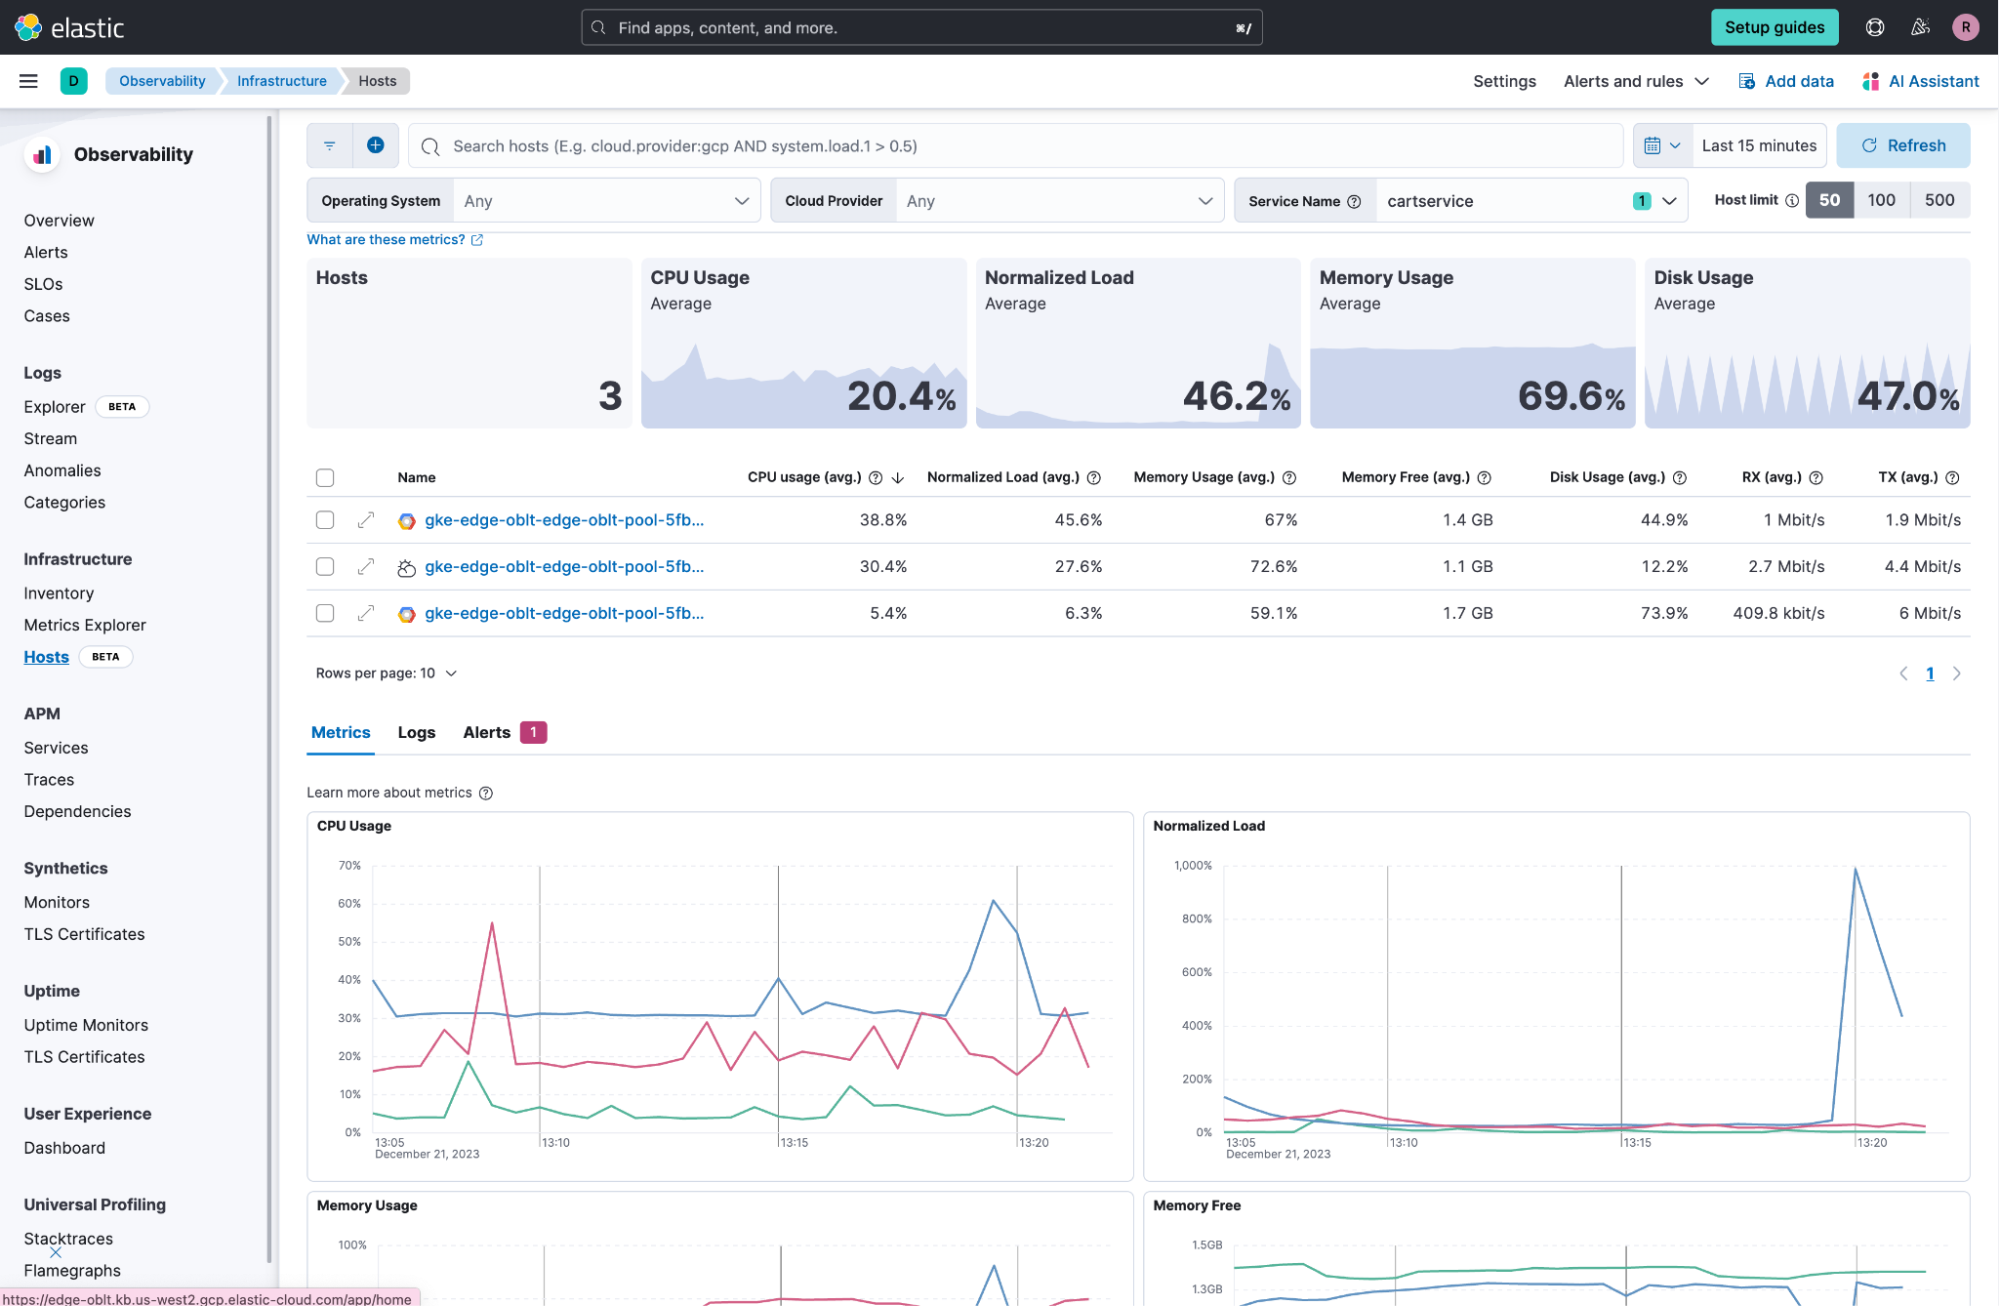 elastic
Find apps, content, and more.
⌘/
Setup guides
R
D
Observability
Infrastructure
Hosts
Settings
Alerts and rules
Add data
AI Assistant
Observability
Overview
Alerts
SLOs
Cases
Logs
Explorer BETA
Stream
Anomalies
Categories
Infrastructure
Inventory
Metrics Explorer
Hosts BETA
APM
Services
Traces
Dependencies
Synthetics
Monitors
TLS Certificates
Uptime
Uptime Monitors
TLS Certificates
User Experience
Dashboard
Universal Profiling
Stacktraces
Flamegraphs
https://edge-oblt.kb.us-west2.gcp.elastic-cloud.com/app/home
Search hosts (E.g. cloud.provider:gcp AND system.load.1 > 0.5)
Last 15 minutes
Refresh
Operating System Any
Cloud Provider Any
Service Name cartservice 1
Host limit 50 100 500
What are these metrics?
Hosts
3
CPU Usage
Average
20.4%
Normalized Load
Average
46.2%
Memory Usage
Average
69.6%
Disk Usage
Average
47.0%
Name CPU usage (avg.) Normalized Load (avg.) Memory Usage (avg.) Memory Free (avg.) Disk Usage (avg.) RX (avg.) TX (avg.)
gke-edge-oblt-edge-oblt-pool-5fb... 38.8% 45.6% 67% 1.4 GB 44.9% 1 Mbit/s 1.9 Mbit/s
gke-edge-oblt-edge-oblt-pool-5fb... 30.4% 27.6% 72.6% 1.1 GB 12.2% 2.7 Mbit/s 4.4 Mbit/s
gke-edge-oblt-edge-oblt-pool-5fb... 5.4% 6.3% 59.1% 1.7 GB 73.9% 409.8 kbit/s 6 Mbit/s
Rows per page: 10
1
Metrics Logs Alerts 1
Learn more about metrics
CPU Usage
70%
60%
50%
40%
30%
20%
10%
0%
13:05 13:10 13:15 13:20
December 21, 2023
Normalized Load
1,000%
800%
600%
400%
200%
0%
13:05 13:10 13:15 13:20
December 21, 2023
Memory Usage
100%
Memory Free
1.5GB
1.3GB